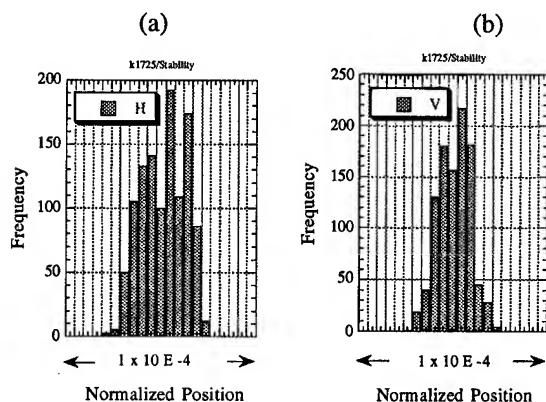 (a)
k1725/Stability
200
150
100
50
0
Frequency
H
1 x 10 E -4
Normalized Position
(b)
k1725/Stability
250
200
150
100
50
0
Frequency
V
1 x 10 E -4
Normalized Position